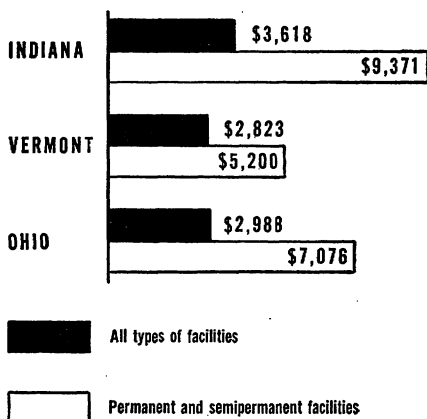 INDIANA
$3,618
$9,371
VERMONT
$2,823
$5,200
OHIO
$2,988
$7,076
All types of facilities
Permanent and semipermanent facilities